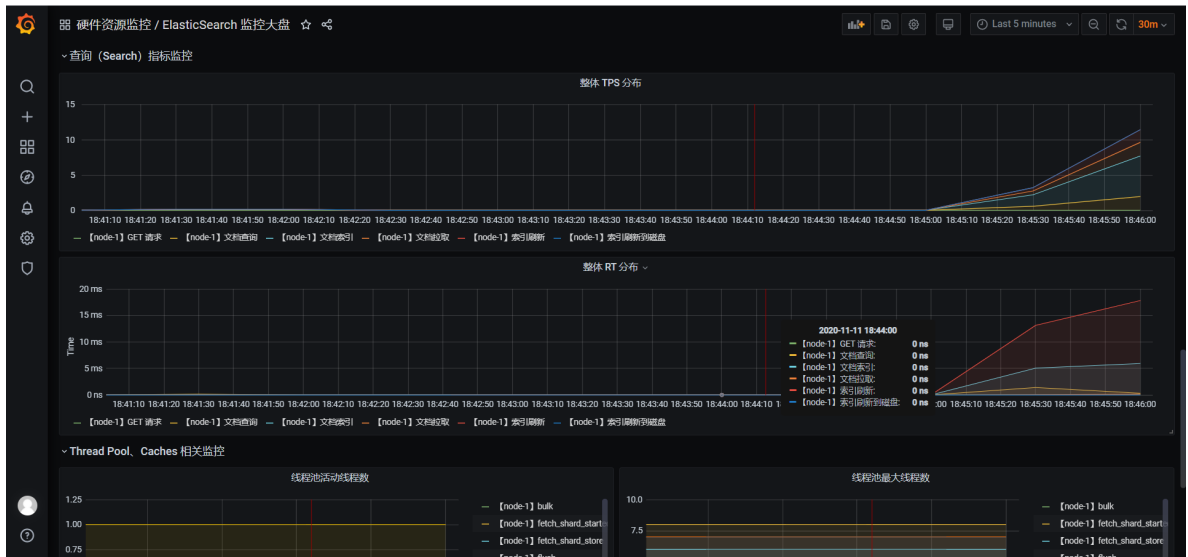 硬件资源监控 / ElasticSearch 监控大盘
Last 5 minutes
30m
查询（Search）指标监控
整体 TPS 分布
15
10
5
0
18:41:10 18:41:20 18:41:30 18:41:40 18:41:50 18:42:00 18:42:10 18:42:20 18:42:30 18:42:40 18:42:50 18:43:00 18:43:10 18:43:20 18:43:30 18:43:40 18:43:50 18:44:00 18:44:10 18:44:20 18:44:30 18:44:40 18:44:50 18:45:00 18:45:10 18:45:20 18:45:30 18:45:40 18:45:50 18:46:00
【node-1】GET 请求 【node-1】文档查询 【node-1】文档索引 【node-1】文档拉取 【node-1】索引刷新 【node-1】索引刷新到磁盘
整体 RT 分布
20 ms
15 ms
10 ms
5 ms
0 ns
Time
2020-11-11 18:44:00
【node-1】GET 请求: 0 ns
【node-1】文档查询: 0 ns
【node-1】文档索引: 0 ns
【node-1】文档拉取: 0 ns
【node-1】索引刷新: 0 ns
【node-1】索引刷新到磁盘: 0 ns
18:41:10 18:41:20 18:41:30 18:41:40 18:41:50 18:42:00 18:42:10 18:42:20 18:42:30 18:42:40 18:42:50 18:43:00 18:43:10 18:43:20 18:43:30 18:43:40 18:43:50 18:44:00 18:44:10 1 :00 18:45:10 18:45:20 18:45:30 18:45:40 18:45:50 18:46:00
【node-1】GET 请求 【node-1】文档查询 【node-1】文档索引 【node-1】文档拉取 【node-1】索引刷新 【node-1】索引刷新到磁盘
Thread Pool、Caches 相关监控
线程池活动线程数
1.25
1.00
0.75
【node-1】bulk
【node-1】fetch_shard_starte
【node-1】fetch_shard_store
【node-1】flush
线程池最大线程数
10.0
7.5
【node-1】bulk
【node-1】fetch_shard_starte
【node-1】fetch_shard_store
【node-1】flush